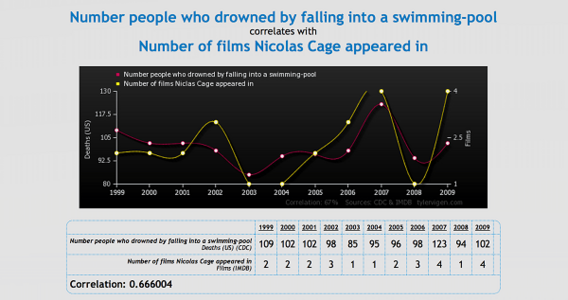 Number people who drowned by falling into a swimming-pool
correlates with
Number of films Nicolas Cage appeared in
Number people who drowned by falling into a swimming-pool
Number of films Niclas Cage appeared in
130
117.5
105
92.5
80
Deaths (US)
4
2.5
1
Films
1999 2000 2001 2002 2003 2004 2005 2006 2007 2008 2009
Correlation: 67% Sources: CDC & IMDB tylervigen.com
1999 2000 2001 2002 2003 2004 2005 2006 2007 2008 2009
Number people who drowned by falling into a swimming-pool
Deaths (US) (CDC)
109 102 102 98 85 95 96 98 123 94 102
Number of films Nicolas Cage appeared in
Films (IMDB)
2 2 2 3 1 1 2 3 4 1 4
Correlation: 0.666004